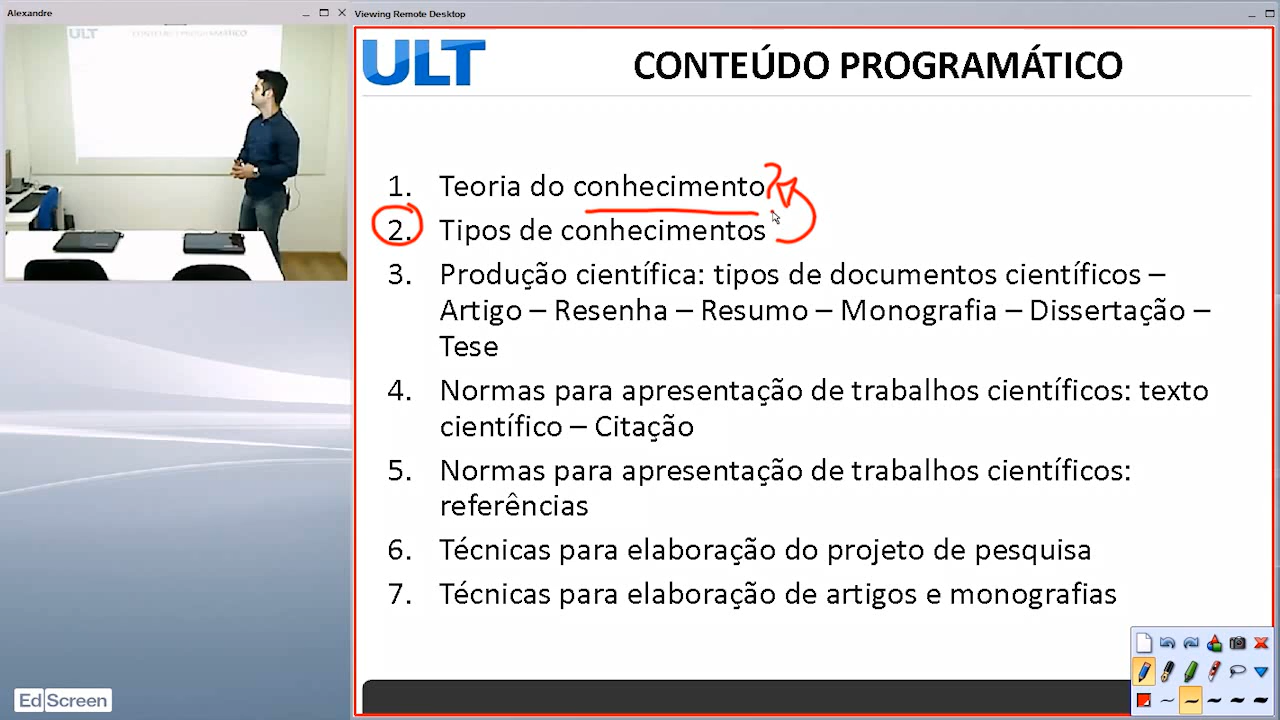 Alexandre
Viewing Remote Desktop
ULT
ULT
CONTEÚDO PROGRAMÁTICO
1. Teoria do conhecimento?
2. Tipos de conhecimentos
3. Produção científica: tipos de documentos científicos –
Artigo – Resenha – Resumo – Monografia – Dissertação –
Tese
4. Normas para apresentação de trabalhos científicos: texto
científico – Citação
5. Normas para apresentação de trabalhos científicos:
referências
6. Técnicas para elaboração do projeto de pesquisa
7. Técnicas para elaboração de artigos e monografias
EdScreen